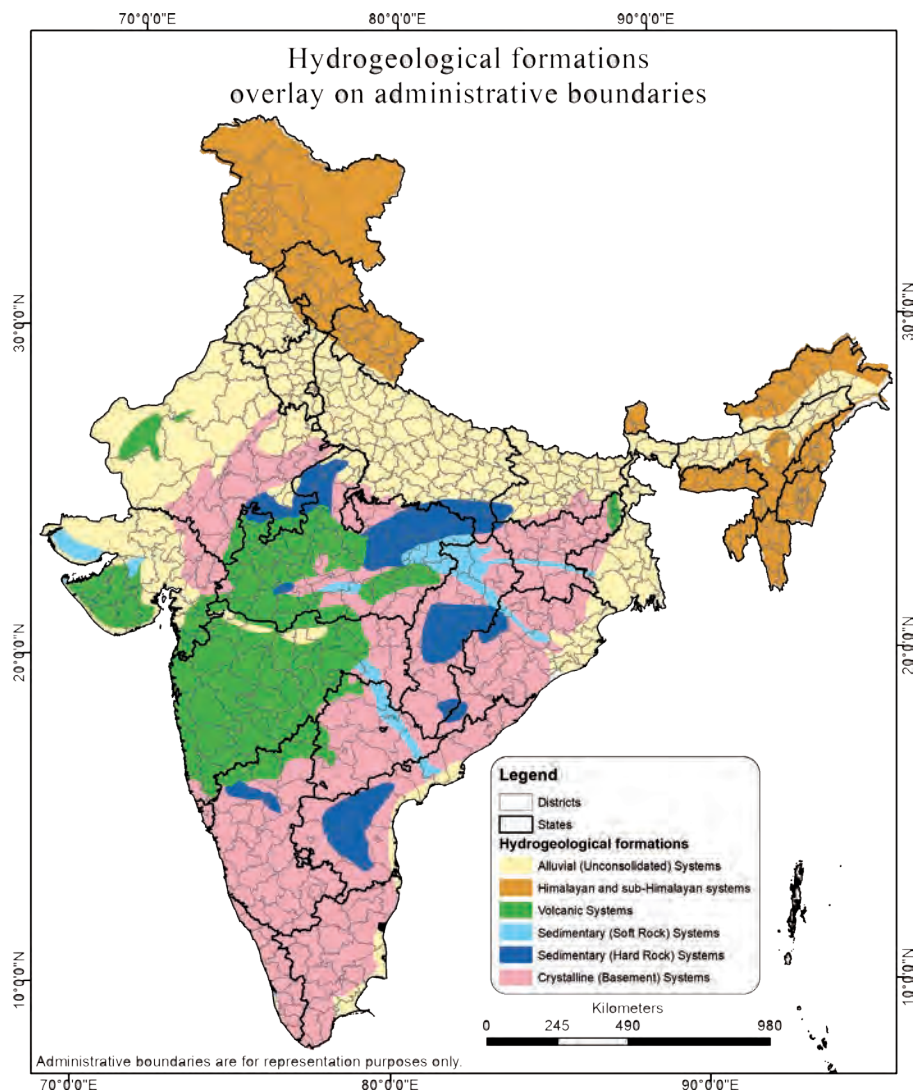 70°0'0"E 80°0'0"E 90°0'0"E
Hydrogeological formations
overlay on administrative boundaries
30°0'0"N 30°0'0"N
20°0'0"N 20°0'0"N
10°0'0"N 10°0'0"N
Legend
Districts
States
Hydrogeological formations
Alluvial (Unconsolidated) Systems
Himalayan and sub-Himalayan systems
Volcanic Systems
Sedimentary (Soft Rock) Systems
Sedimentary (Hard Rock) Systems
Crystalline (Basement) Systems
Kilometers
0 245 490 980
Administrative boundaries are for representation purposes only.
70°0'0"E 80°0'0"E 90°0'0"E